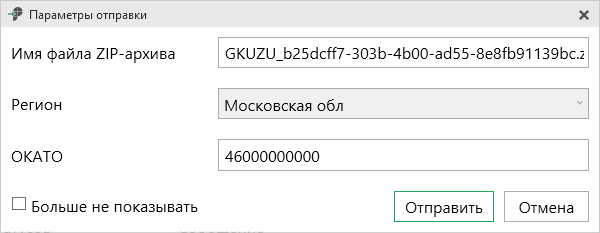 Параметры отправки
Имя файла ZIP-архива GKUZU_b25dcff7-303b-4b00-ad55-8e8fb91139bc.z
Регион Московская обл
ОКАТО 46000000000
Больше не показывать Отправить Отмена